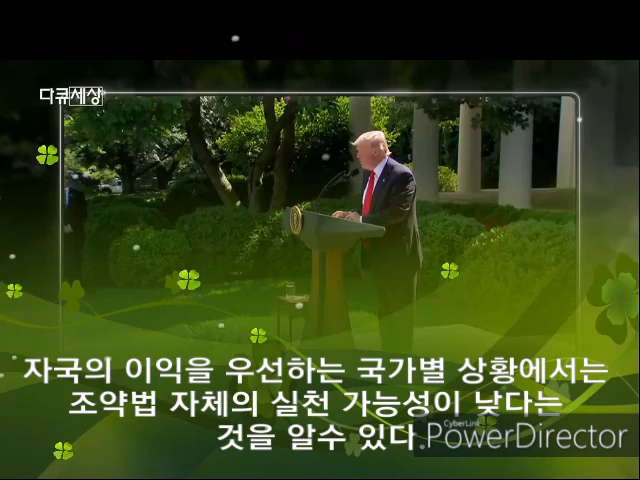 다큐세상
자국의 이익을 우선하는 국가별 상황에서는
조약법 자체의 실천 가능성이 낮다는
것을 알수 있다.
CyberLink
PowerDirector